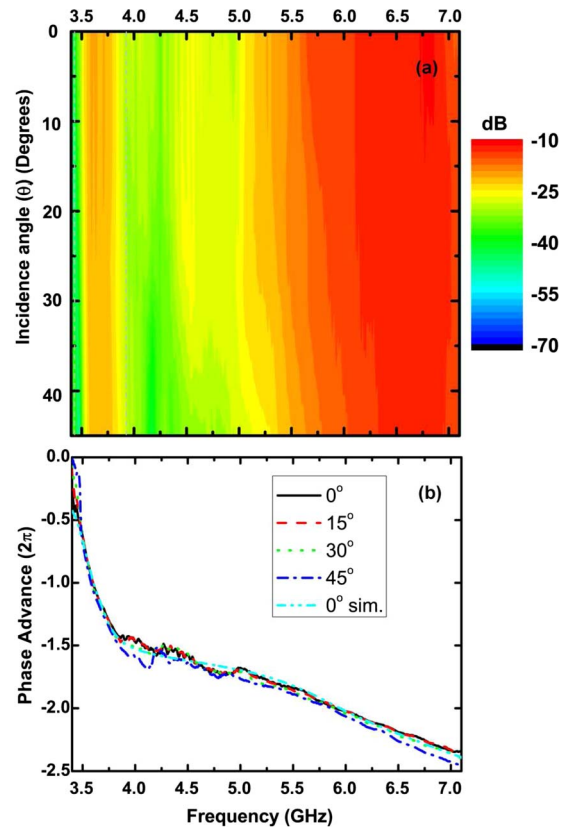 3.5 4.0 4.5 5.0 5.5 6.0 6.5 7.0
0
10
20
30
40
Incidence angle (θ) (Degrees)
(a)
dB
-10
-25
-40
-55
-70
0.0
-0.5
-1.0
-1.5
-2.0
-2.5
Phase Advance (2π)
(b)
0°
15°
30°
45°
0° sim.
3.5 4.0 4.5 5.0 5.5 6.0 6.5 7.0
Frequency (GHz)